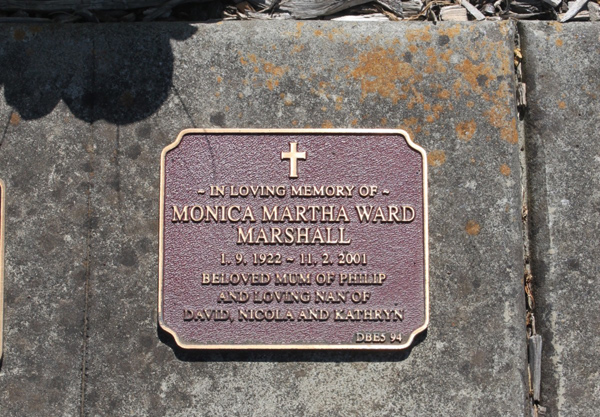 ~ IN LOVING MEMORY OF ~
MONICA MARTHA WARD
MARSHALL
1. 9. 1922 ~ 11. 2. 2001
BELOVED MUM OF PHILIP
AND LOVING NAN OF
DAVID, NICOLA AND KATHRYN
DBE5 94